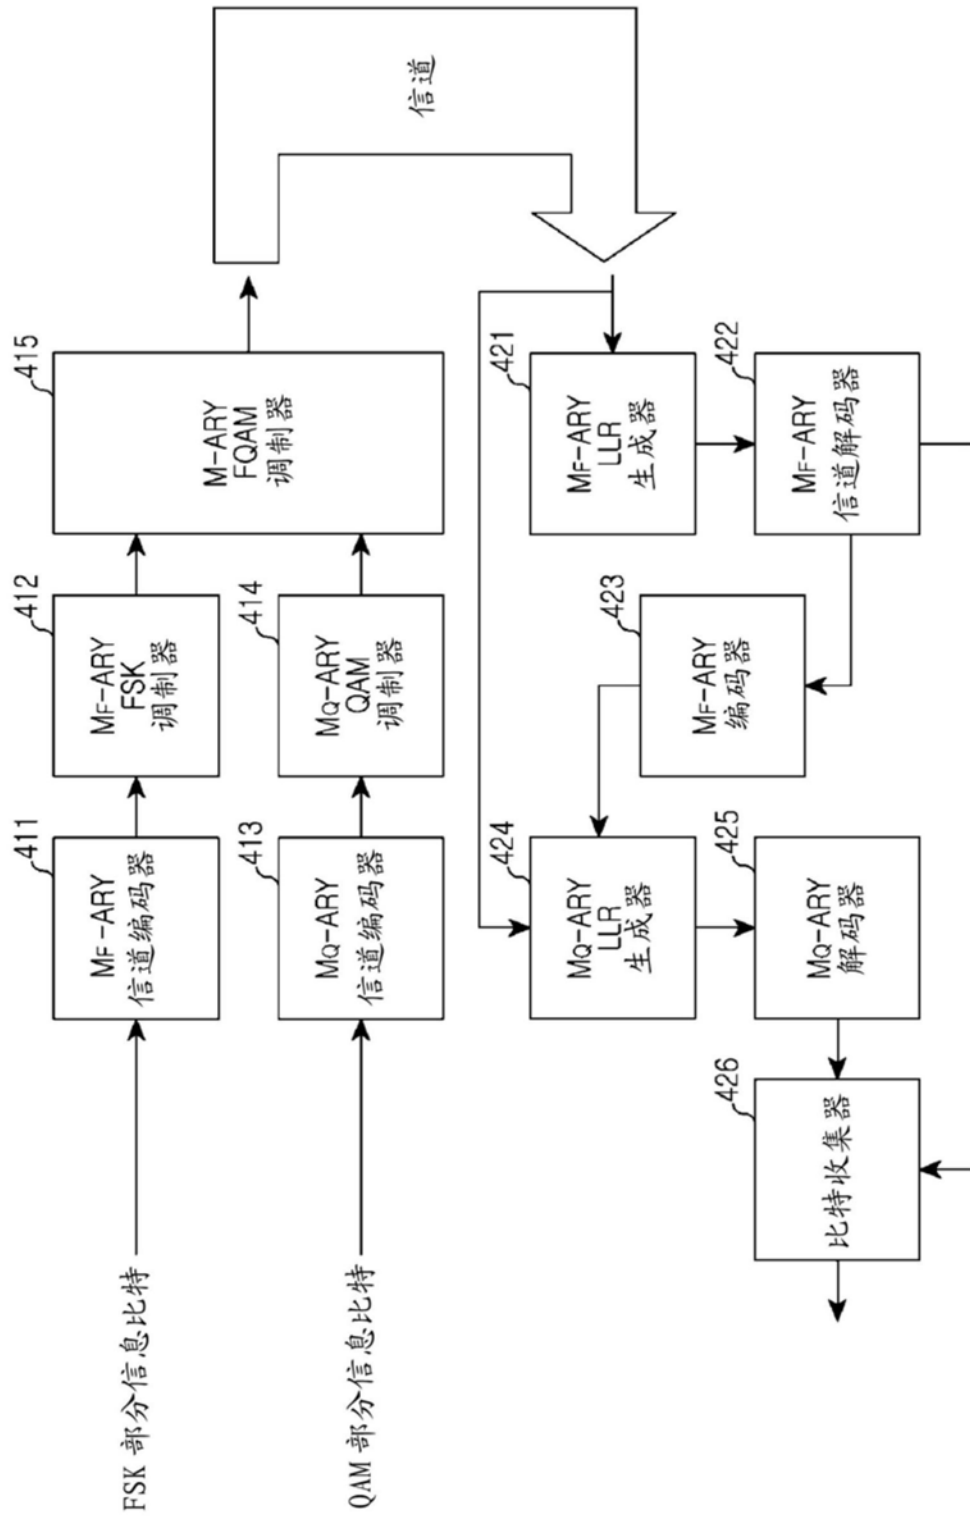 FSK 部分信息比特
411
MF-ARY
信道编码器
412
MF-ARY
FSK
调制器
415
M-ARY
FQAM
调制器
QAM 部分信息比特
413
MQ-ARY
信道编码器
414
MQ-ARY
QAM
调制器
信道
421
MF-ARY
LLR
生成器
422
MF-ARY
信道解码器
423
MF-ARY
编码器
424
MQ-ARY
LLR
生成器
425
MQ-ARY
解码器
426
比特收集器